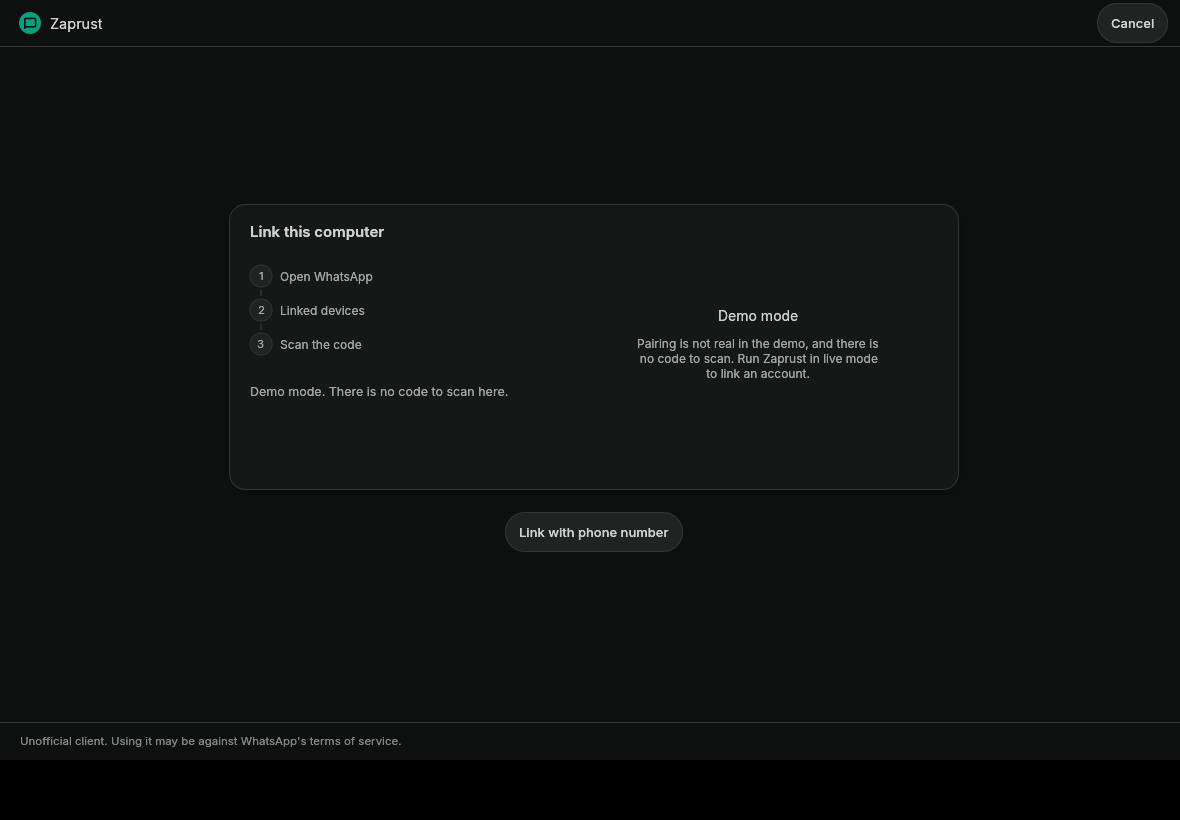 Zaprust
Cancel
Link this computer
1 Open WhatsApp
2 Linked devices
3 Scan the code
Demo mode. There is no code to scan here.
Demo mode
Pairing is not real in the demo, and there is
no code to scan. Run Zaprust in live mode
to link an account.
Link with phone number
Unofficial client. Using it may be against WhatsApp's terms of service.